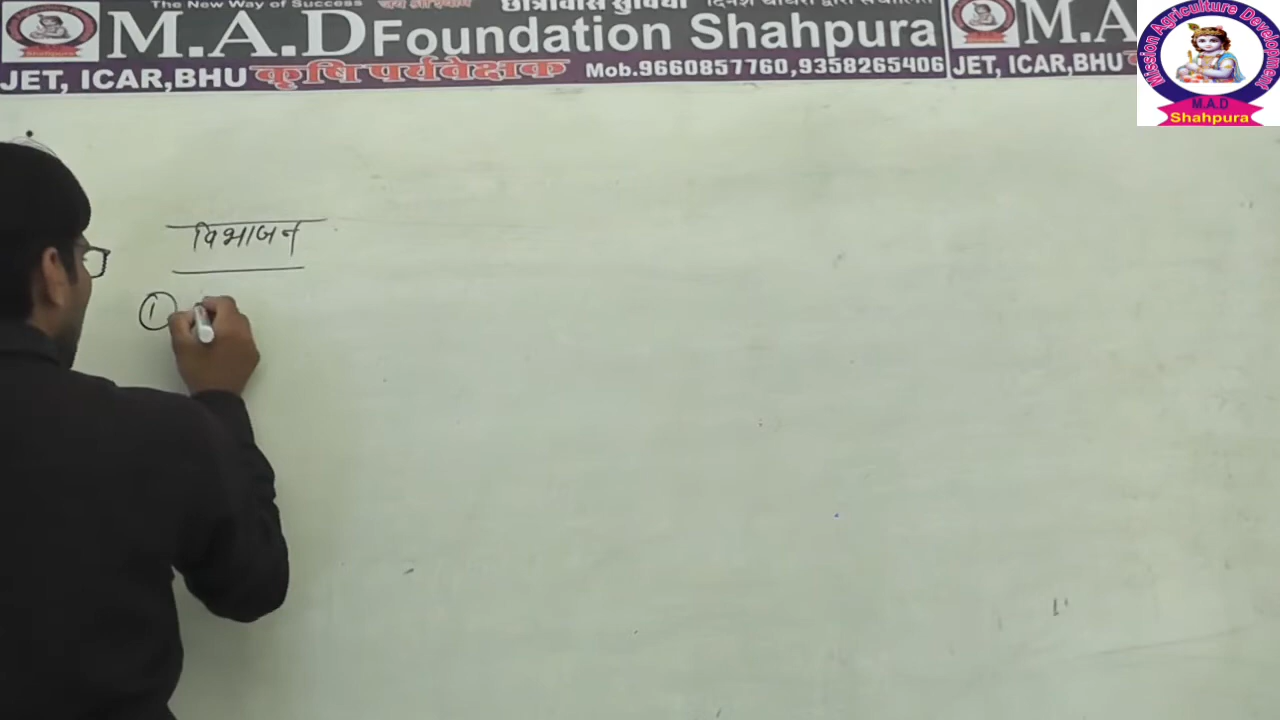 The New Way of Success
छात्रावास सुविधा
M.A.D Foundation Shahpura
JET, ICAR,BHU कृषि पर्यवेक्षक Mob.9660857760,9358265406
M.A
JET, ICAR,BHU
Mission Agriculture Development
M.A.D
Shahpura
विभाजन
1